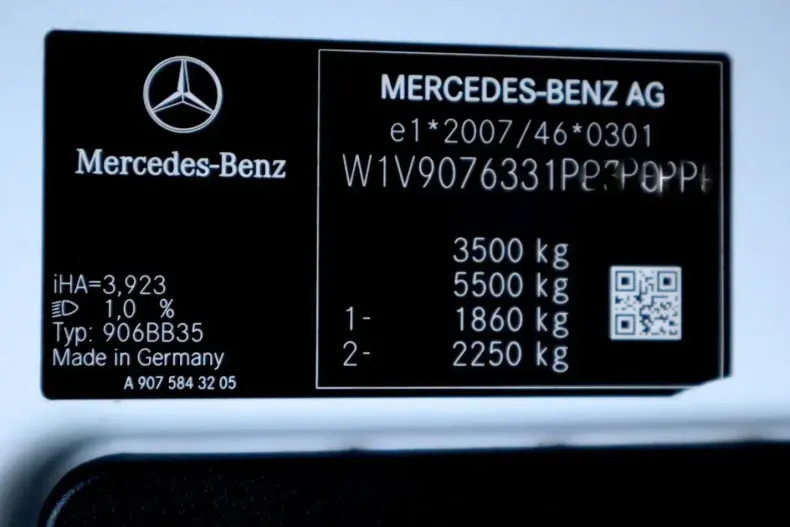 Mercedes-Benz
iHA=3,923
1,0 %
Typ: 906BB35
Made in Germany
A 907 584 32 05
MERCEDES-BENZ AG
e1*2007/46*0301
3500 kg
5500 kg
1- 1860 kg
2- 2250 kg